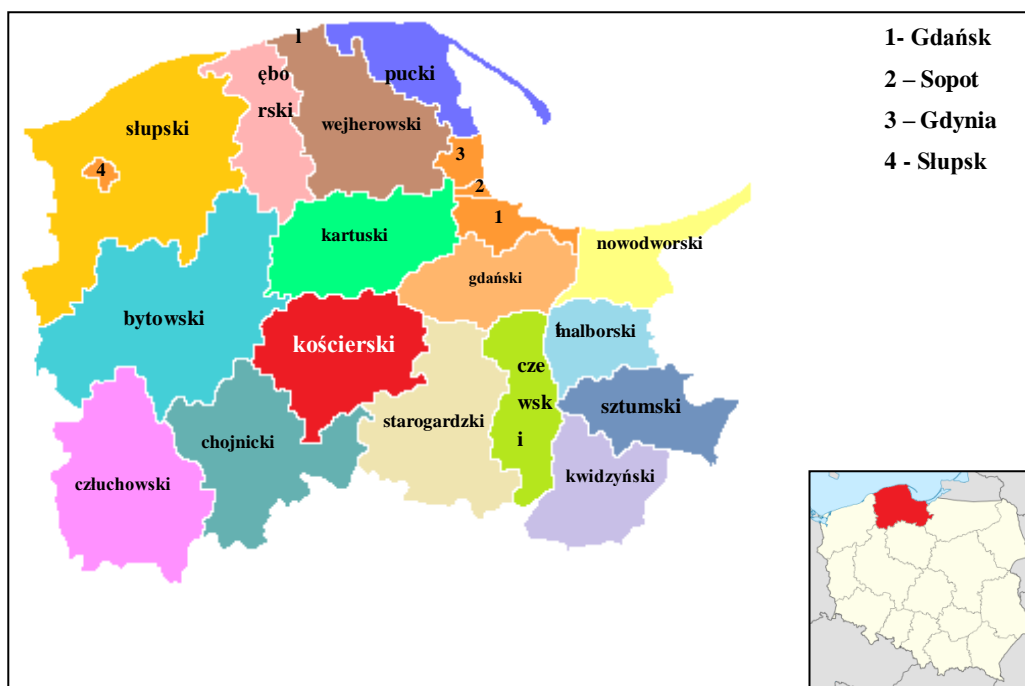 l
ębo
rski
pucki
słupski
wejherowski
3
4
2
1
kartuski
nowodworski
gdański
bytowski
kościerski
t
malborski
cze
wsk
i
sztumski
starogardzki
chojnicki
kwidzyński
człuchowski
1- Gdańsk
2 – Sopot
3 – Gdynia
4 - Słupsk